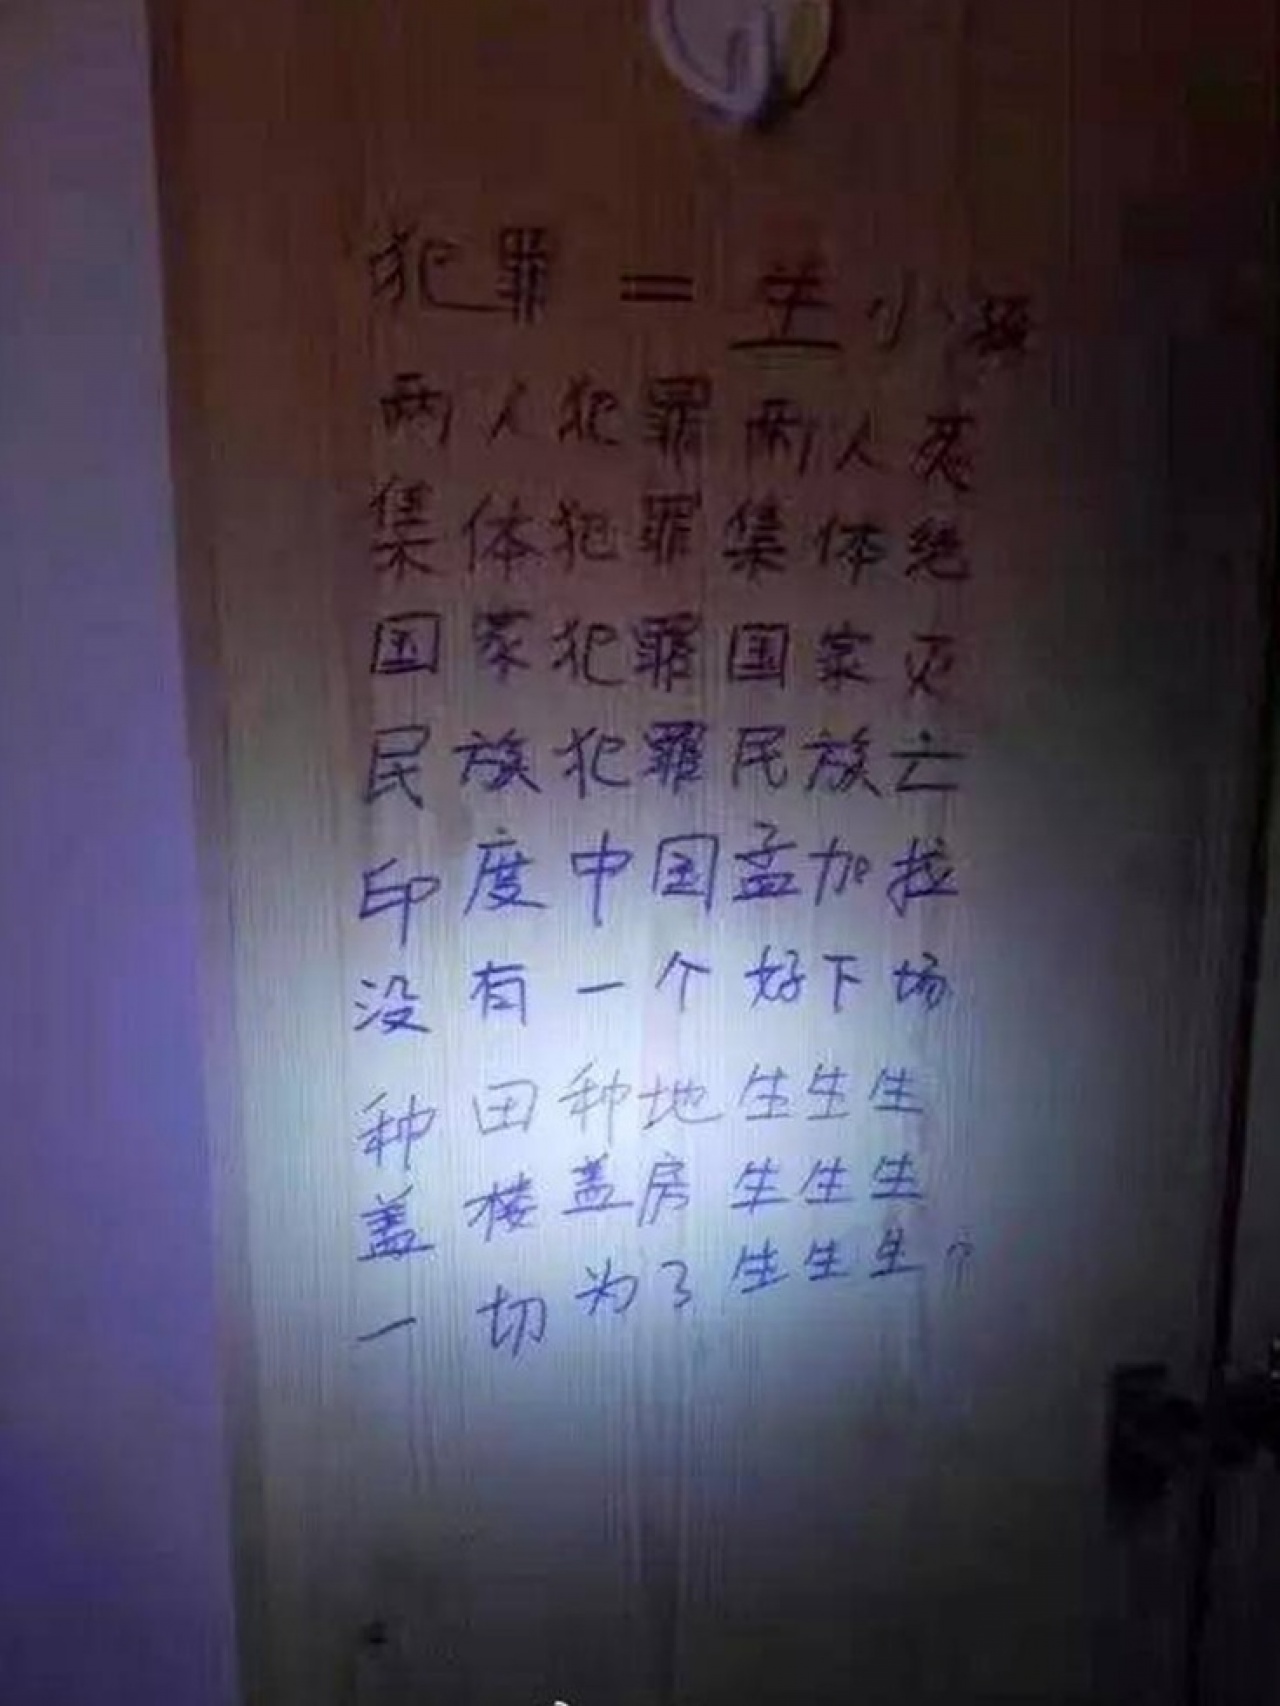 犯罪 = 生小孩
两人犯罪两人死
集体犯罪集体绝
国家犯罪国家灭
民族犯罪民族亡
印度中国孟加拉
没有一个好下场
种田种地生生生
盖楼盖房生生生
一切为了生生生